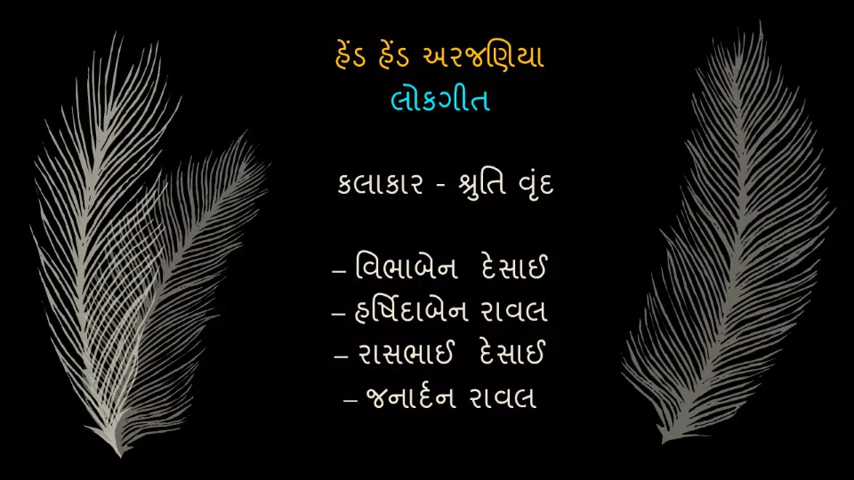 હેંડ હેંડ અરજણિયા
લોકગીત
કલાકાર - શ્રુતિ વૃંદ
– વિભાબેન દેસાઈ
– હર્ષિદાબેન રાવલ
– રાસભાઈ દેસાઈ
– જનાર્દન રાવલ